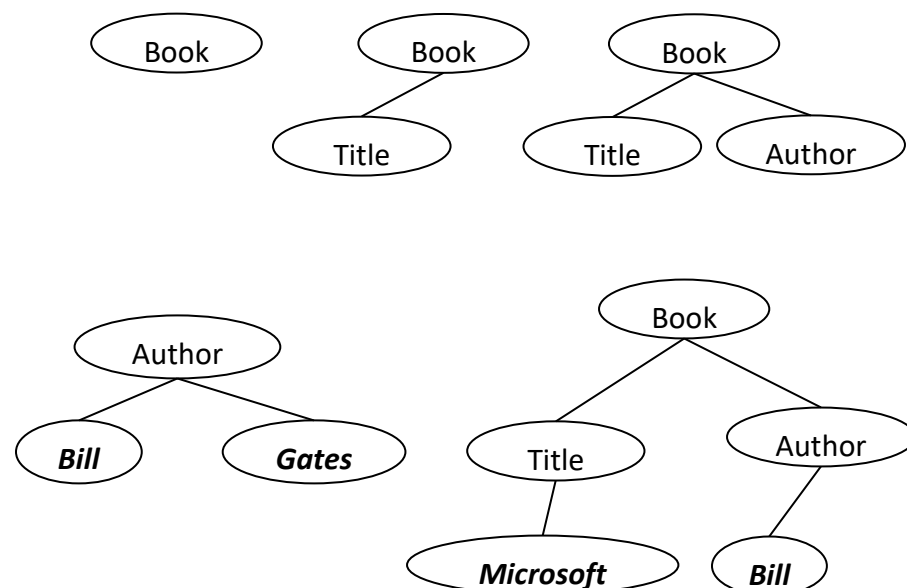 Book Book Book
Title Title Author
Book
Author
Bill Gates Title Author
Microsoft Bill